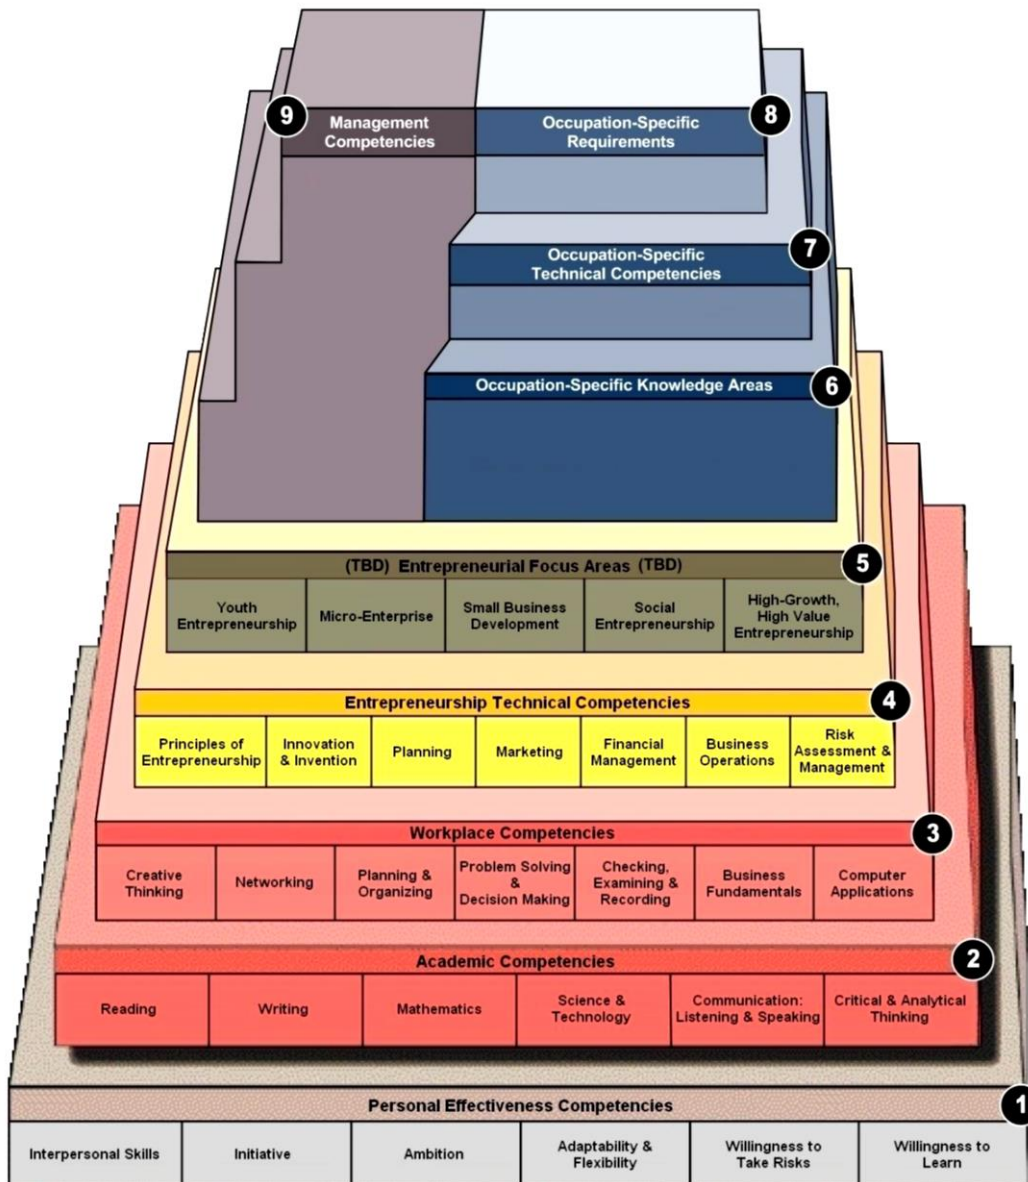 9
Management
Competencies
Occupation-Specific
Requirements
8
Occupation-Specific
Technical Competencies
7
Occupation-Specific Knowledge Areas
6
(TBD) Entrepreneurial Focus Areas (TBD)
5
Youth
Entrepreneurship
Micro-Enterprise
Small Business
Development
Social
Entrepreneurship
High-Growth,
High Value
Entrepreneurship
Entrepreneurship Technical Competencies
4
Principles of
Entrepreneurship
Innovation
& Invention
Planning
Marketing
Financial
Management
Business
Operations
Risk
Assessment &
Management
Workplace Competencies
3
Creative
Thinking
Networking
Planning &
Organizing
Problem Solving
&
Decision Making
Checking,
Examining &
Recording
Business
Fundamentals
Computer
Applications
Academic Competencies
2
Reading
Writing
Mathematics
Science &
Technology
Communication:
Listening & Speaking
Critical & Analytical
Thinking
Personal Effectiveness Competencies
1
Interpersonal Skills
Initiative
Ambition
Adaptability &
Flexibility
Willingness to
Take Risks
Willingness to
Learn